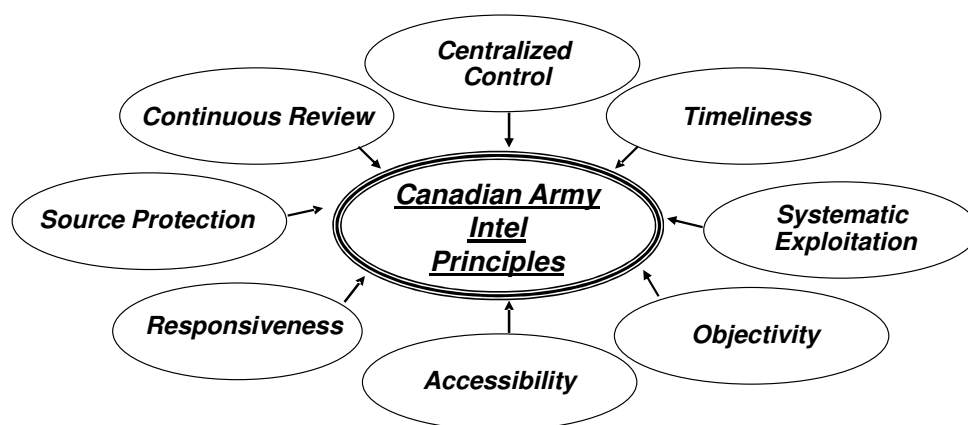 Centralized
Control
Continuous Review
Timeliness
Canadian Army
Intel
Principles
Source Protection
Systematic
Exploitation
Responsiveness
Objectivity
Accessibility